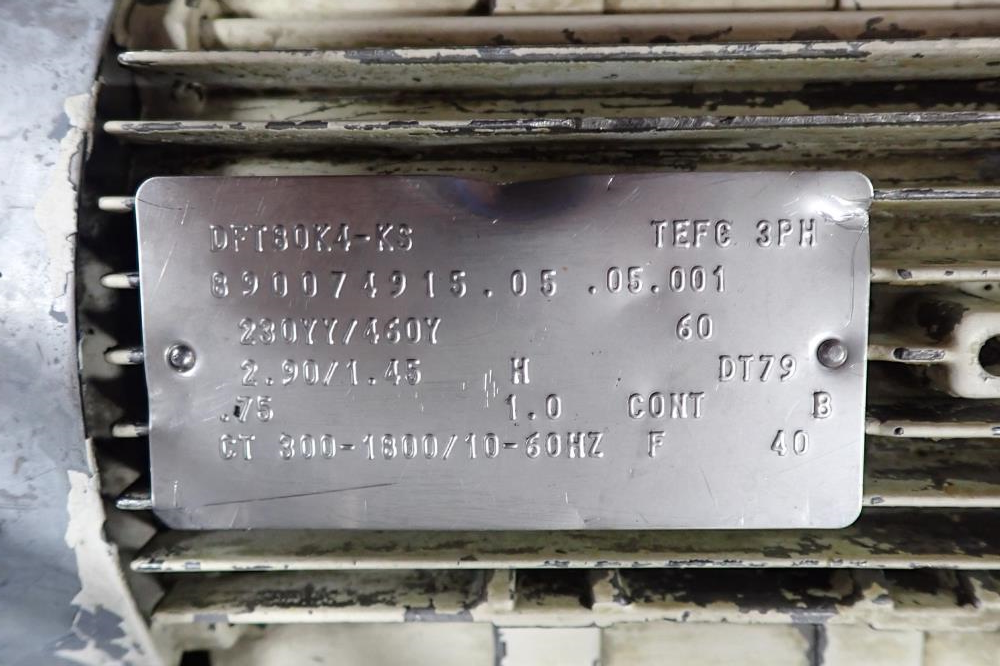 DFT80K4-KS TEFC 3PH
890074915.05 .05.001
230YY/460Y 60
2.90/1.45 H DT79
.75 1.0 CONT B
CT 300-1800/10-60HZ F 40